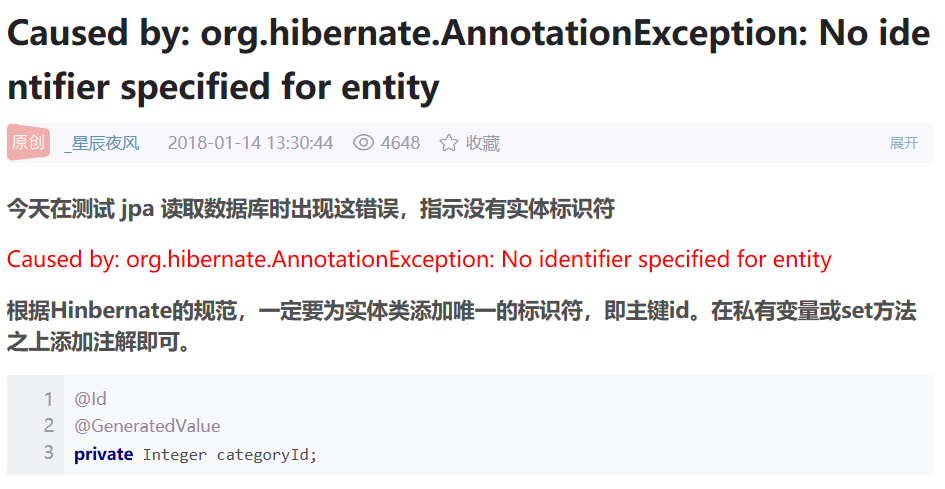 Caused by: org.hibernate.AnnotationException: No ide
ntifier specified for entity
原创 _星辰夜风 2018-01-14 13:30:44 4648 收藏 展开
今天在测试 jpa 读取数据库时出现这错误，指示没有实体标识符
Caused by: org.hibernate.AnnotationException: No identifier specified for entity
根据Hinbernate的规范，一定要为实体类添加唯一的标识符，即主键id。在私有变量或set方法
之上添加注解即可。
1 @Id
2 @GeneratedValue
3 private Integer categoryId;